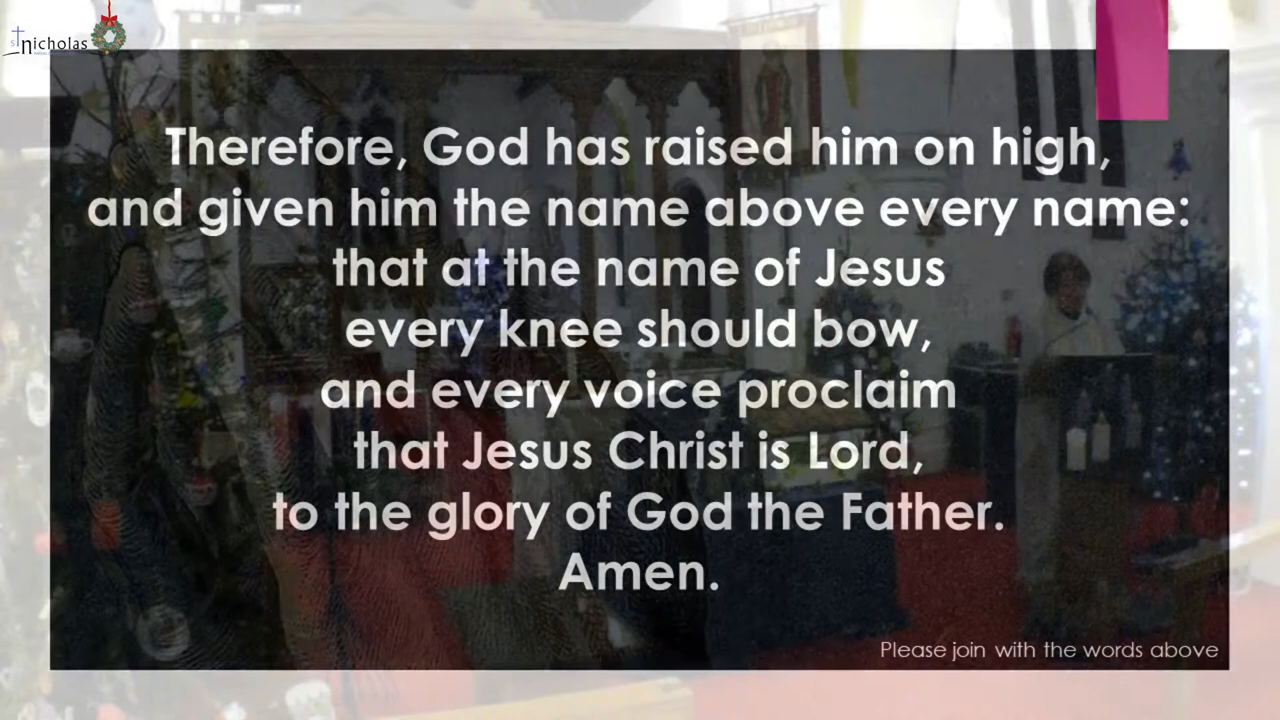 St
nicholas
Therefore, God has raised him on high,
and given him the name above every name:
that at the name of Jesus
every knee should bow,
and every voice proclaim
that Jesus Christ is Lord,
to the glory of God the Father.
Amen.
Please join with the words above